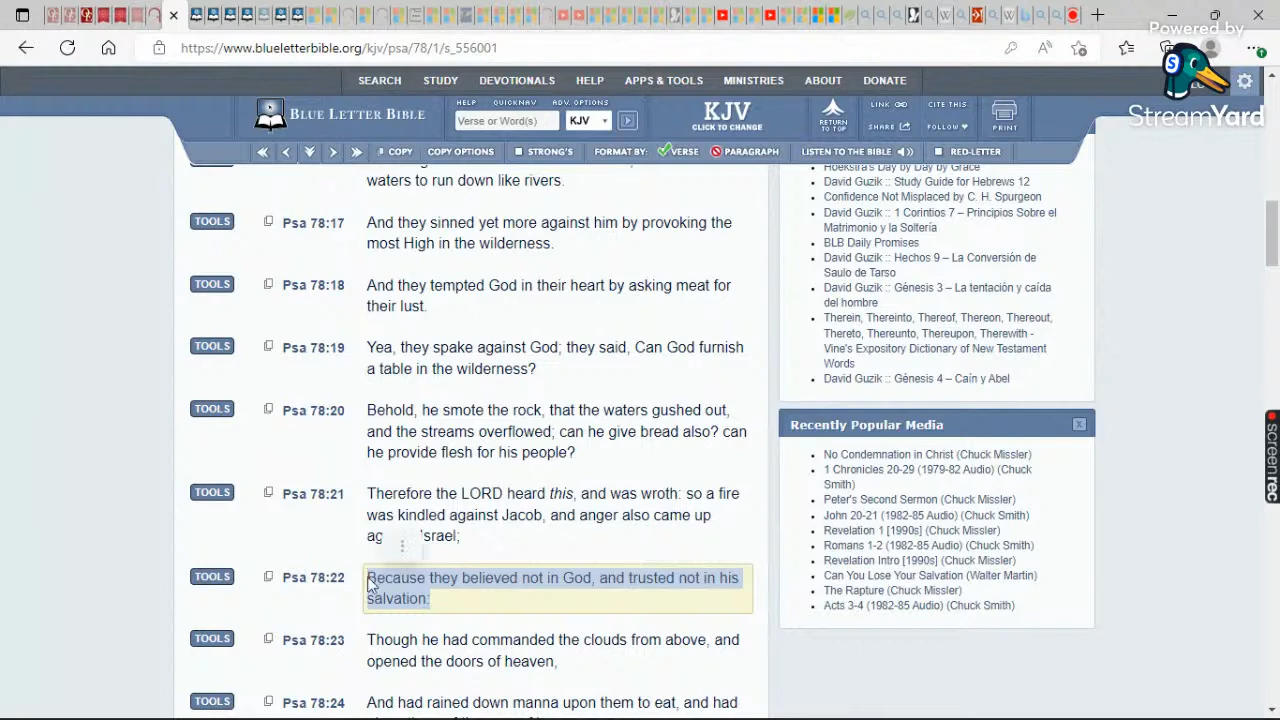 https://www.blueletterbible.org/kjv/psa/78/1/s_556001
Powered by
S
StreamYard
SEARCH STUDY DEVOTIONALS HELP APPS & TOOLS MINISTRIES ABOUT DONATE
BLUE LETTER BIBLE
HELP QUICKNAV ADV. OPTIONS
Verse or Word(s) KJV
KJV
CLICK TO CHANGE
RETURN
TO TOP
LINK CITE THIS
SHARE FOLLOW
PRINT
COPY COPY OPTIONS STRONG'S FORMAT BY: VERSE PARAGRAPH LISTEN TO THE BIBLE RED-LETTER
waters to run down like rivers.
TOOLS Psa 78:17 And they sinned yet more against him by provoking the
most High in the wilderness.
TOOLS Psa 78:18 And they tempted God in their heart by asking meat for
their lust.
TOOLS Psa 78:19 Yea, they spake against God; they said, Can God furnish
a table in the wilderness?
TOOLS Psa 78:20 Behold, he smote the rock, that the waters gushed out,
and the streams overflowed; can he give bread also? can
he provide flesh for his people?
TOOLS Psa 78:21 Therefore the LORD heard this, and was wroth: so a fire
was kindled against Jacob, and anger also came up
ag srael;
TOOLS Psa 78:22 Because they believed not in God, and trusted not in his
salvation:
TOOLS Psa 78:23 Though he had commanded the clouds from above, and
opened the doors of heaven,
TOOLS Psa 78:24 And had rained down manna upon them to eat, and had
Hoekstra's Day by Day by Grace
David Guzik :: Study Guide for Hebrews 12
Confidence Not Misplaced by C. H. Spurgeon
David Guzik :: 1 Corintios 7 – Principios Sobre el
Matrimonio y la Soltería
BLB Daily Promises
David Guzik :: Hechos 9 – La Conversión de
Saulo de Tarso
David Guzik :: Génesis 3 – La tentación y caída
del hombre
Therein, Thereinto, Thereof, Thereon, Thereout,
Thereto, Thereunto, Thereupon, Therewith -
Vine's Expository Dictionary of New Testament
Words
David Guzik :: Génesis 4 – Caín y Abel
Recently Popular Media
No Condemnation in Christ (Chuck Missler)
1 Chronicles 20-29 (1979-82 Audio) (Chuck
Smith)
Peter's Second Sermon (Chuck Missler)
John 20-21 (1982-85 Audio) (Chuck Smith)
Revelation 1 [1990s] (Chuck Missler)
Romans 1-2 (1982-85 Audio) (Chuck Smith)
Revelation Intro [1990s] (Chuck Missler)
Can You Lose Your Salvation (Walter Martin)
The Rapture (Chuck Missler)
Acts 3-4 (1982-85 Audio) (Chuck Smith)
screenrec